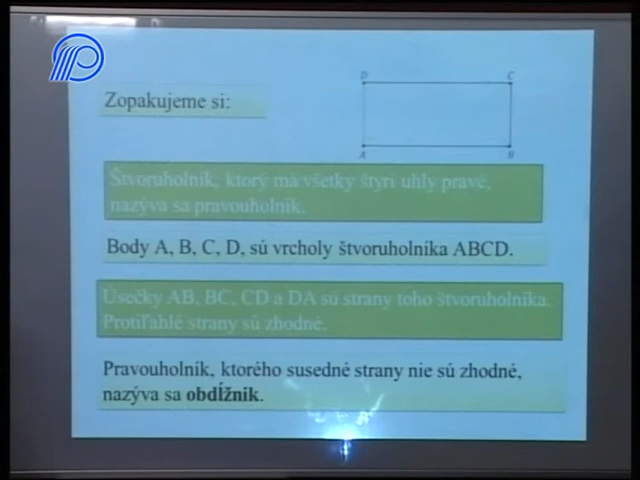 Zopakujeme si:
D
C
A
B
Štvoruholník, ktorý má všetky štyri uhly pravé,
nazýva sa pravouholník.
Body A, B, C, D, sú vrcholy štvoruholníka ABCD.
Úsečky AB, BC, CD a DA sú strany toho štvoruholníka.
Protiľahlé strany sú zhodné.
Pravouholník, ktorého susedné strany nie sú zhodné,
nazýva sa obdĺžnik.